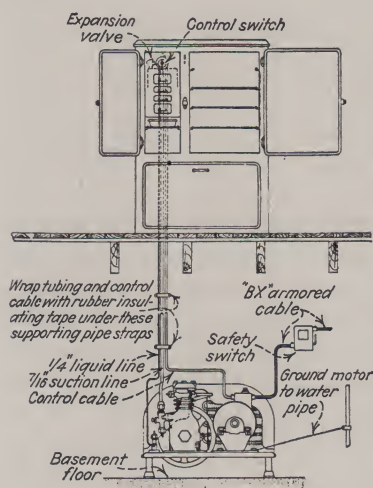 Expansion
valve
Control switch
Wrap tubing and control
cable with rubber insul-
ating tape under these
supporting pipe straps
"BX" armored
cable
Safety
switch
1/4" liquid line
7/16" suction line
Control cable
Ground motor
to water
pipe
Basement
floor